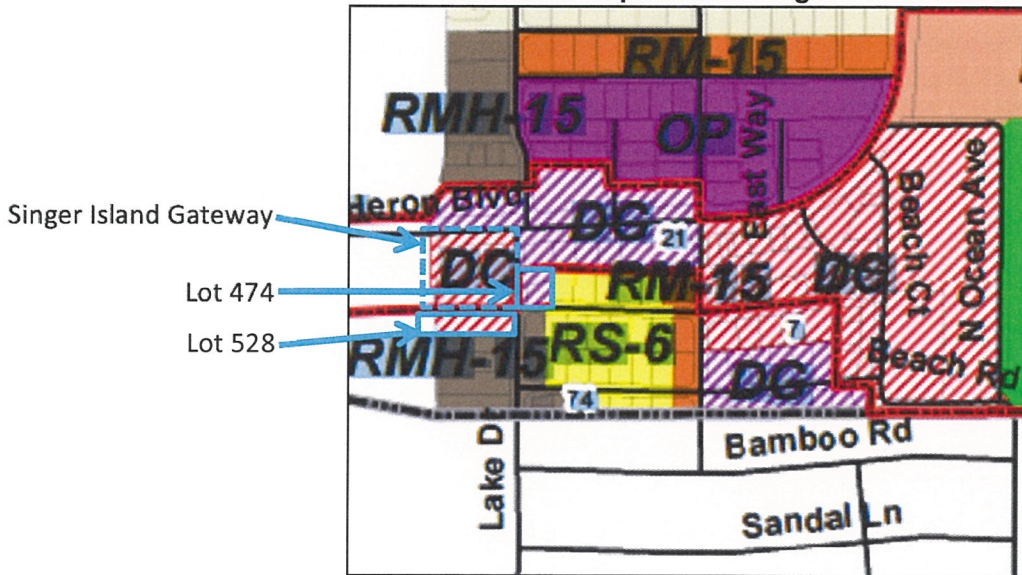 RM-15
RMH-15
OP
East Way
Heron Blvd
DG
21
Singer Island Gateway
DC
RM-15
DC
Beach Ct
N Ocean Ave
Lot 474
Lot 528
RMH-15
RS-6
7
DG
Beach Rd
74
Lake D
Bamboo Rd
Sandal Ln